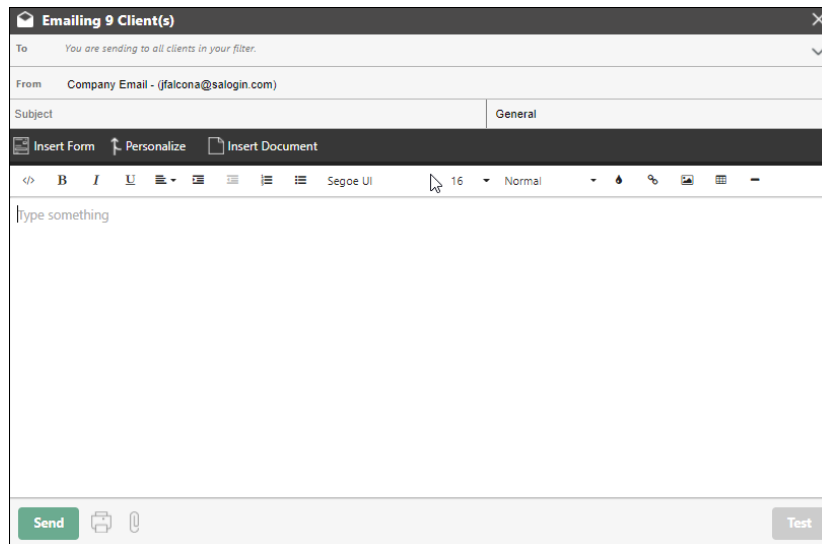 Emailing 9 Client(s)
To You are sending to all clients in your filter.
From Company Email - (jfalcona@salogin.com)
Subject General
Insert Form Personalize Insert Document
</> B I U Segoe UI 16 Normal
Type something
Send Test